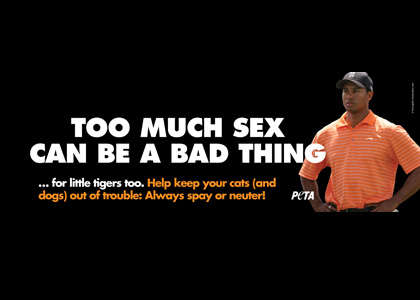 TOO MUCH SEX
CAN BE A BAD THING
... for little tigers too. Help keep your cats (and
dogs) out of trouble: Always spay or neuter!
PETA